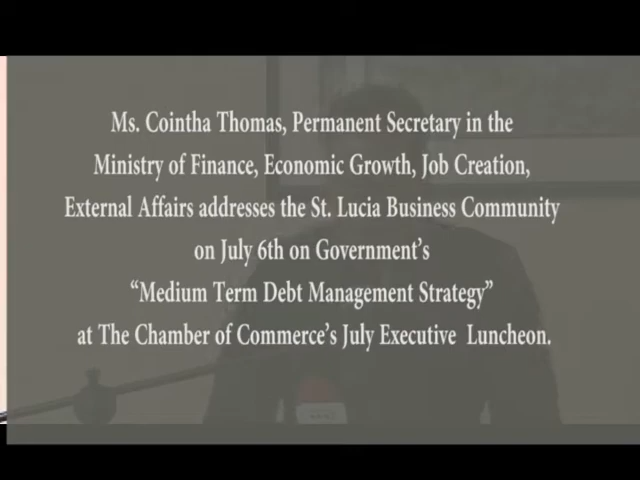 Ms. Cointha Thomas, Permanent Secretary in the
Ministry of Finance, Economic Growth, Job Creation,
External Affairs addresses the St. Lucia Business Community
on July 6th on Government’s
“Medium Term Debt Management Strategy”
at The Chamber of Commerce’s July Executive Luncheon.